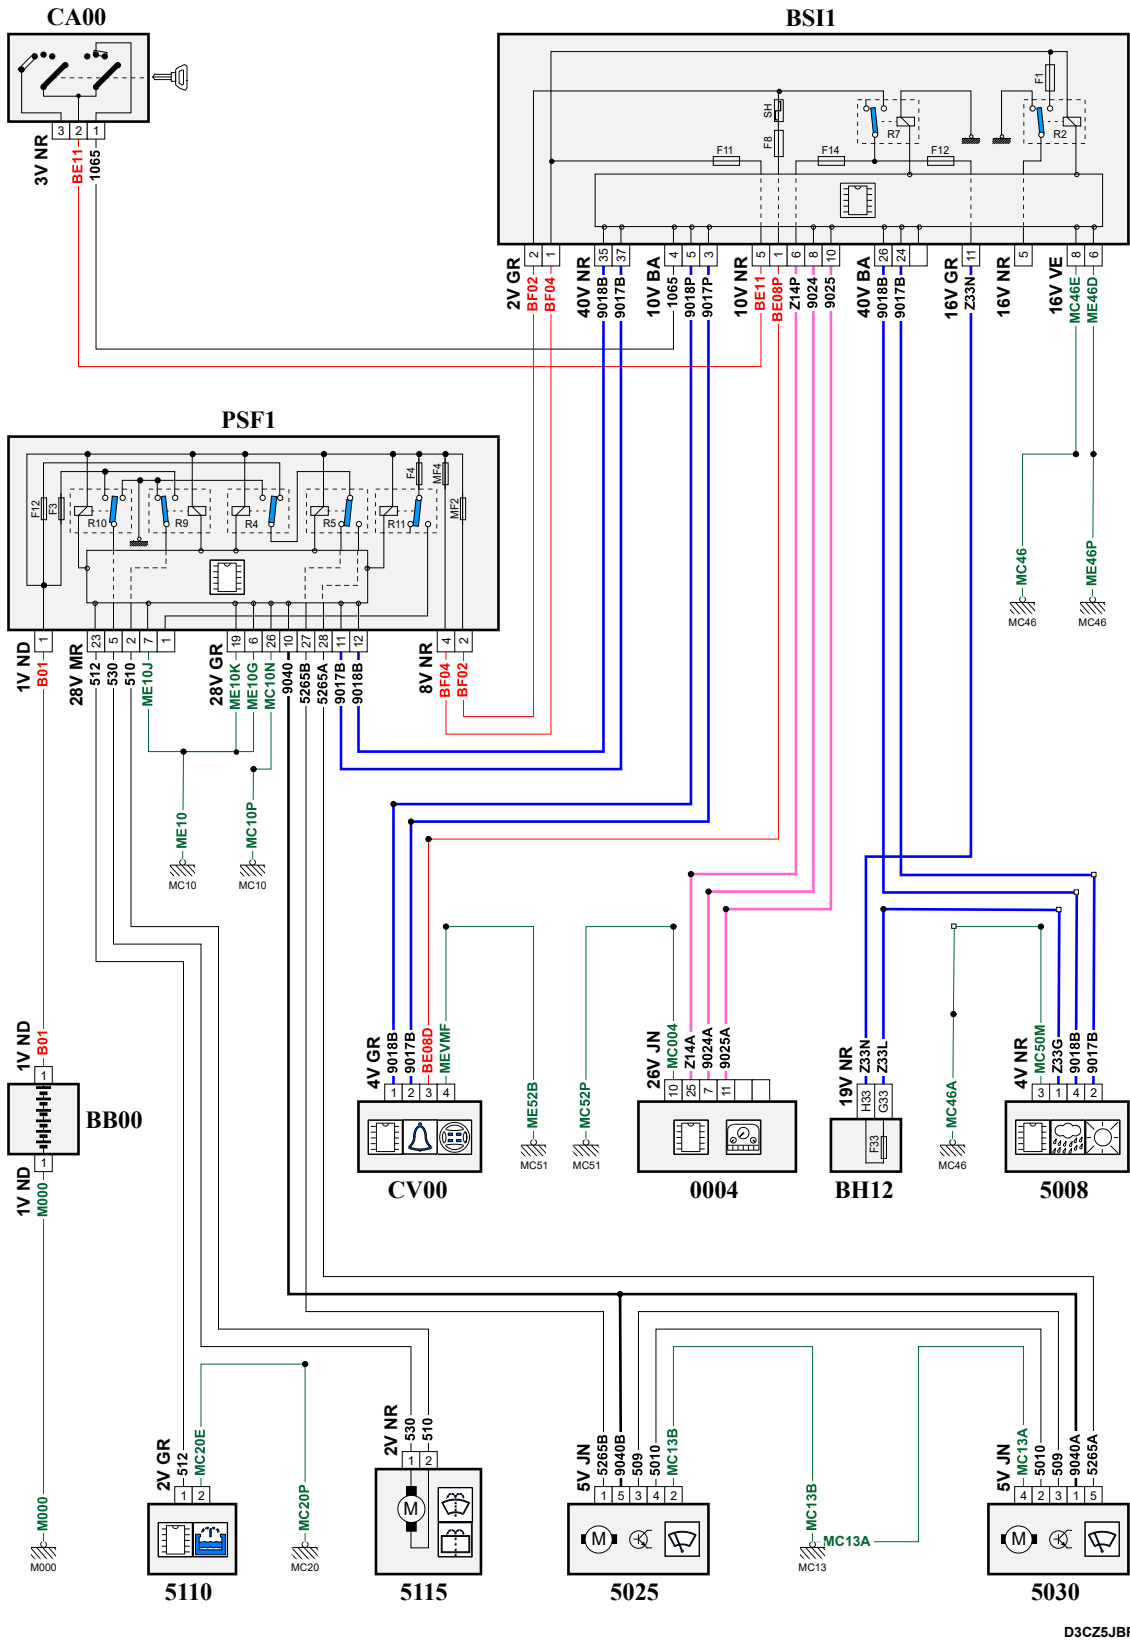 CA00
BSI1
F1
SH
F8
R7
R2
F11
F14
F12
3 2 1
3V NR
BE11
1065
2 1
2V GR
BF02
BF04
35 37
40V NR
9018B
9017B
4 5 3
10V BA
1065
9018P
9017P
5 1 6 8 10
10V NR
BE11
BE08P
Z14P
9024
9025
26 24
40V BA
9018B
9017B
11
16V GR
Z33N
5
16V NR
8 6
16V VE
MC46E
ME46D
PSF1
F12
F3
R10
R9
R4
R5
R11
F4
MF4
MF2
MC46
ME46P
MC46
MC46
1
1V ND
B01
23 5 2 7 1
28V MR
512
530
510
ME10J
19 6 26 10 27 28 11 12
28V GR
ME10K
ME10G
MC10N
9040
5265B
5265A
9017B
9018B
4 2
8V NR
BF04
BF02
ME10
MC10P
MC10
MC10
1V ND
B01
1
BB00
1
1V ND
M000
4V GR
9018B
9017B
BE08D
MEVMF
1 2 3 4
CV00
ME52B
MC51
MC52P
MC51
26V JN
MC004
Z14A
9024A
9025A
10 25 7 11
0004
19V NR
Z33N
Z33L
H33 G33
F33
BH12
MC46A
MC46
4V NR
MC50M
Z33G
9018B
9017B
3 1 4 2
5008
M000
M000
2V GR
512
MC20E
1 2
5110
MC20P
MC20
2V NR
530
510
1 2
M
5115
5V JN
5265B
9040B
509
5010
MC13B
1 5 3 4 2
M
5025
MC13B
MC13A
MC13
5V JN
MC13A
5010
509
9040A
5265A
4 2 3 1 5
M
5030